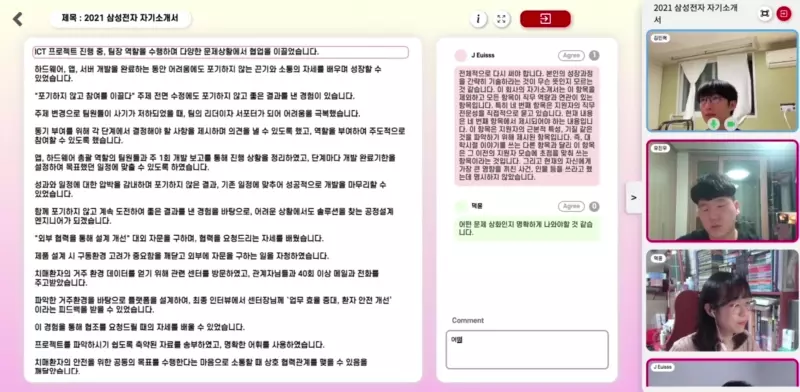 제목 : 2021 삼성전자 자기소개서
ICT 프로젝트 진행 중, 팀장 역할을 수행하며 다양한 문제상황에서 협업을 이끌었습니다.
하드웨어, 앱, 서버 개발을 완료하는 동안 어려움에도 포기하지 않는 끈기와 소통의 자세를 배우며 성장할 수
있었습니다.
"포기하지 않고 참여를 이끌다" 주제 전면 수정에도 포기하지 않고 좋은 결과를 낸 경험이 있습니다.
주제 변경으로 팀원들이 사기가 저하되었을 때, 팀의 리더이자 서포터가 되어 어려움을 극복했습니다.
동기 부여를 위해 각 단계에서 결정해야 할 사항을 제시하며 의견을 낼 수 있도록 했고, 역할을 부여하여 주도적으로
참여할 수 있도록 했습니다.
앱, 하드웨어 총괄 역할의 팀원들과 주 1회 개발 보고를 통해 진행 상황을 정리하였고, 단계마다 개발 완료기한을
설정하여 목표했던 일정에 맞출 수 있도록 하였습니다.
성과와 일정에 대한 압박을 감내하며 포기하지 않은 결과, 기존 일정에 맞추어 성공적으로 개발을 마무리할 수
있었습니다.
함께 포기하지 않고 계속 도전하여 좋은 결과를 낸 경험을 바탕으로, 어려운 상황에서도 솔루션을 찾는 공정설계
엔지니어가 되겠습니다.
"외부 협력을 통해 설계 개선" 대외 자문을 구하며, 협력을 요청드리는 자세를 배웠습니다.
제품 설계 시 구동환경 고려가 중요함을 깨닫고 외부에 자문을 구하는 일을 자청하였습니다.
치매환자의 거주 환경 데이터를 얻기 위해 관련 센터를 방문하였고, 관계자님들과 40회 이상 메일과 전화를
주고받았습니다.
파악한 거주환경을 바탕으로 플랫폼을 설계하여, 최종 인터뷰에서 센터장님께 '업무 효율 증대, 환자 안전 개선'
이라는 피드백을 받을 수 있었습니다.
이 경험을 통해 협조를 요청드릴 때의 자세를 배울 수 있었습니다.
프로젝트를 파악하시기 쉽도록 축약된 자료를 송부하였고, 명확한 어휘를 사용하였습니다.
치매환자의 안전을 위한 공동의 목표를 수행한다는 마음으로 소통할 때 상호 협력관계를 맺을 수 있음을
깨달았습니다.
J Euisss
Agree
1
전체적으로 다시 써야 합니다. 본인의 성장과정
을 간략히 기술하라는 것이 무슨 뜻인지 모르는
것 같습니다. 이 회사의 자기소개서는 이 항목을
제외하고 모든 항목이 직무 역량과 연관이 있는
항목입니다. 특히 네 번째 항목은 지원자의 직무
전문성을 직접적으로 묻고 있습니다. 현재 내용
은 네 번째 항목에서 제시되어야 하는 내용입니
다. 이 항목은 지원자의 근본적 특성, 기질 같은
것을 파악하기 위해 제시된 항목입니다. 즉, 대
학시절 이야기를 쓰는 다른 항목과 달리 이 항목
은 그 이전의 지원자 모습에 초점을 맞춰 쓰는
항목이라는 것입니다. 그리고 현재의 자신에게
가장 큰 영향을 끼친 사건, 인물 등을 쓰라고 했
는데 명시하지 않았습니다.
덕윤
Agree
0
어떤 문제 상화인지 명확하게 나와야할 것 같습
니다.
Comment
2021 삼성전자 자기소개
서
김민혁
유진우
덕윤
J Euisss